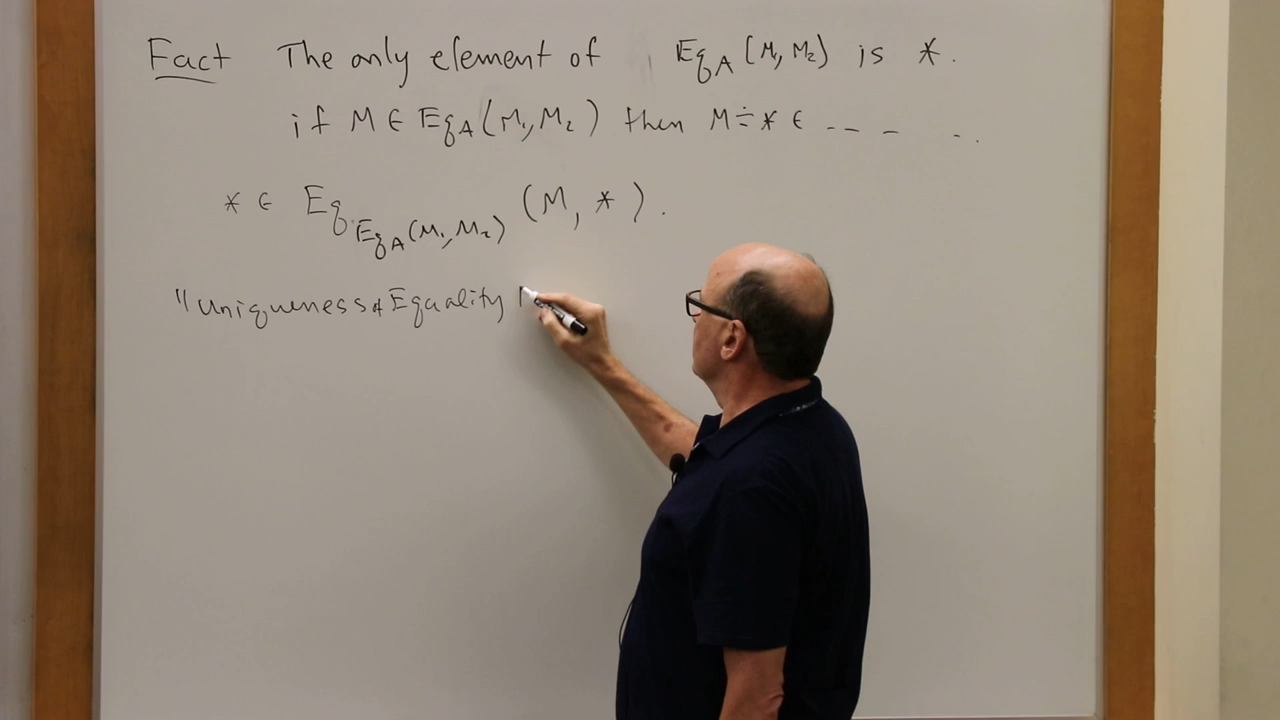 Fact The only element of Eq_A(M₁, M₂) is *.
if M ∈ Eq_A(M₁, M₂) then M ≐ * ∈ ---- ..
* ∈ Eq_{Eq_A(M₁, M₂)} (M, *).
"Uniqueness of Equality